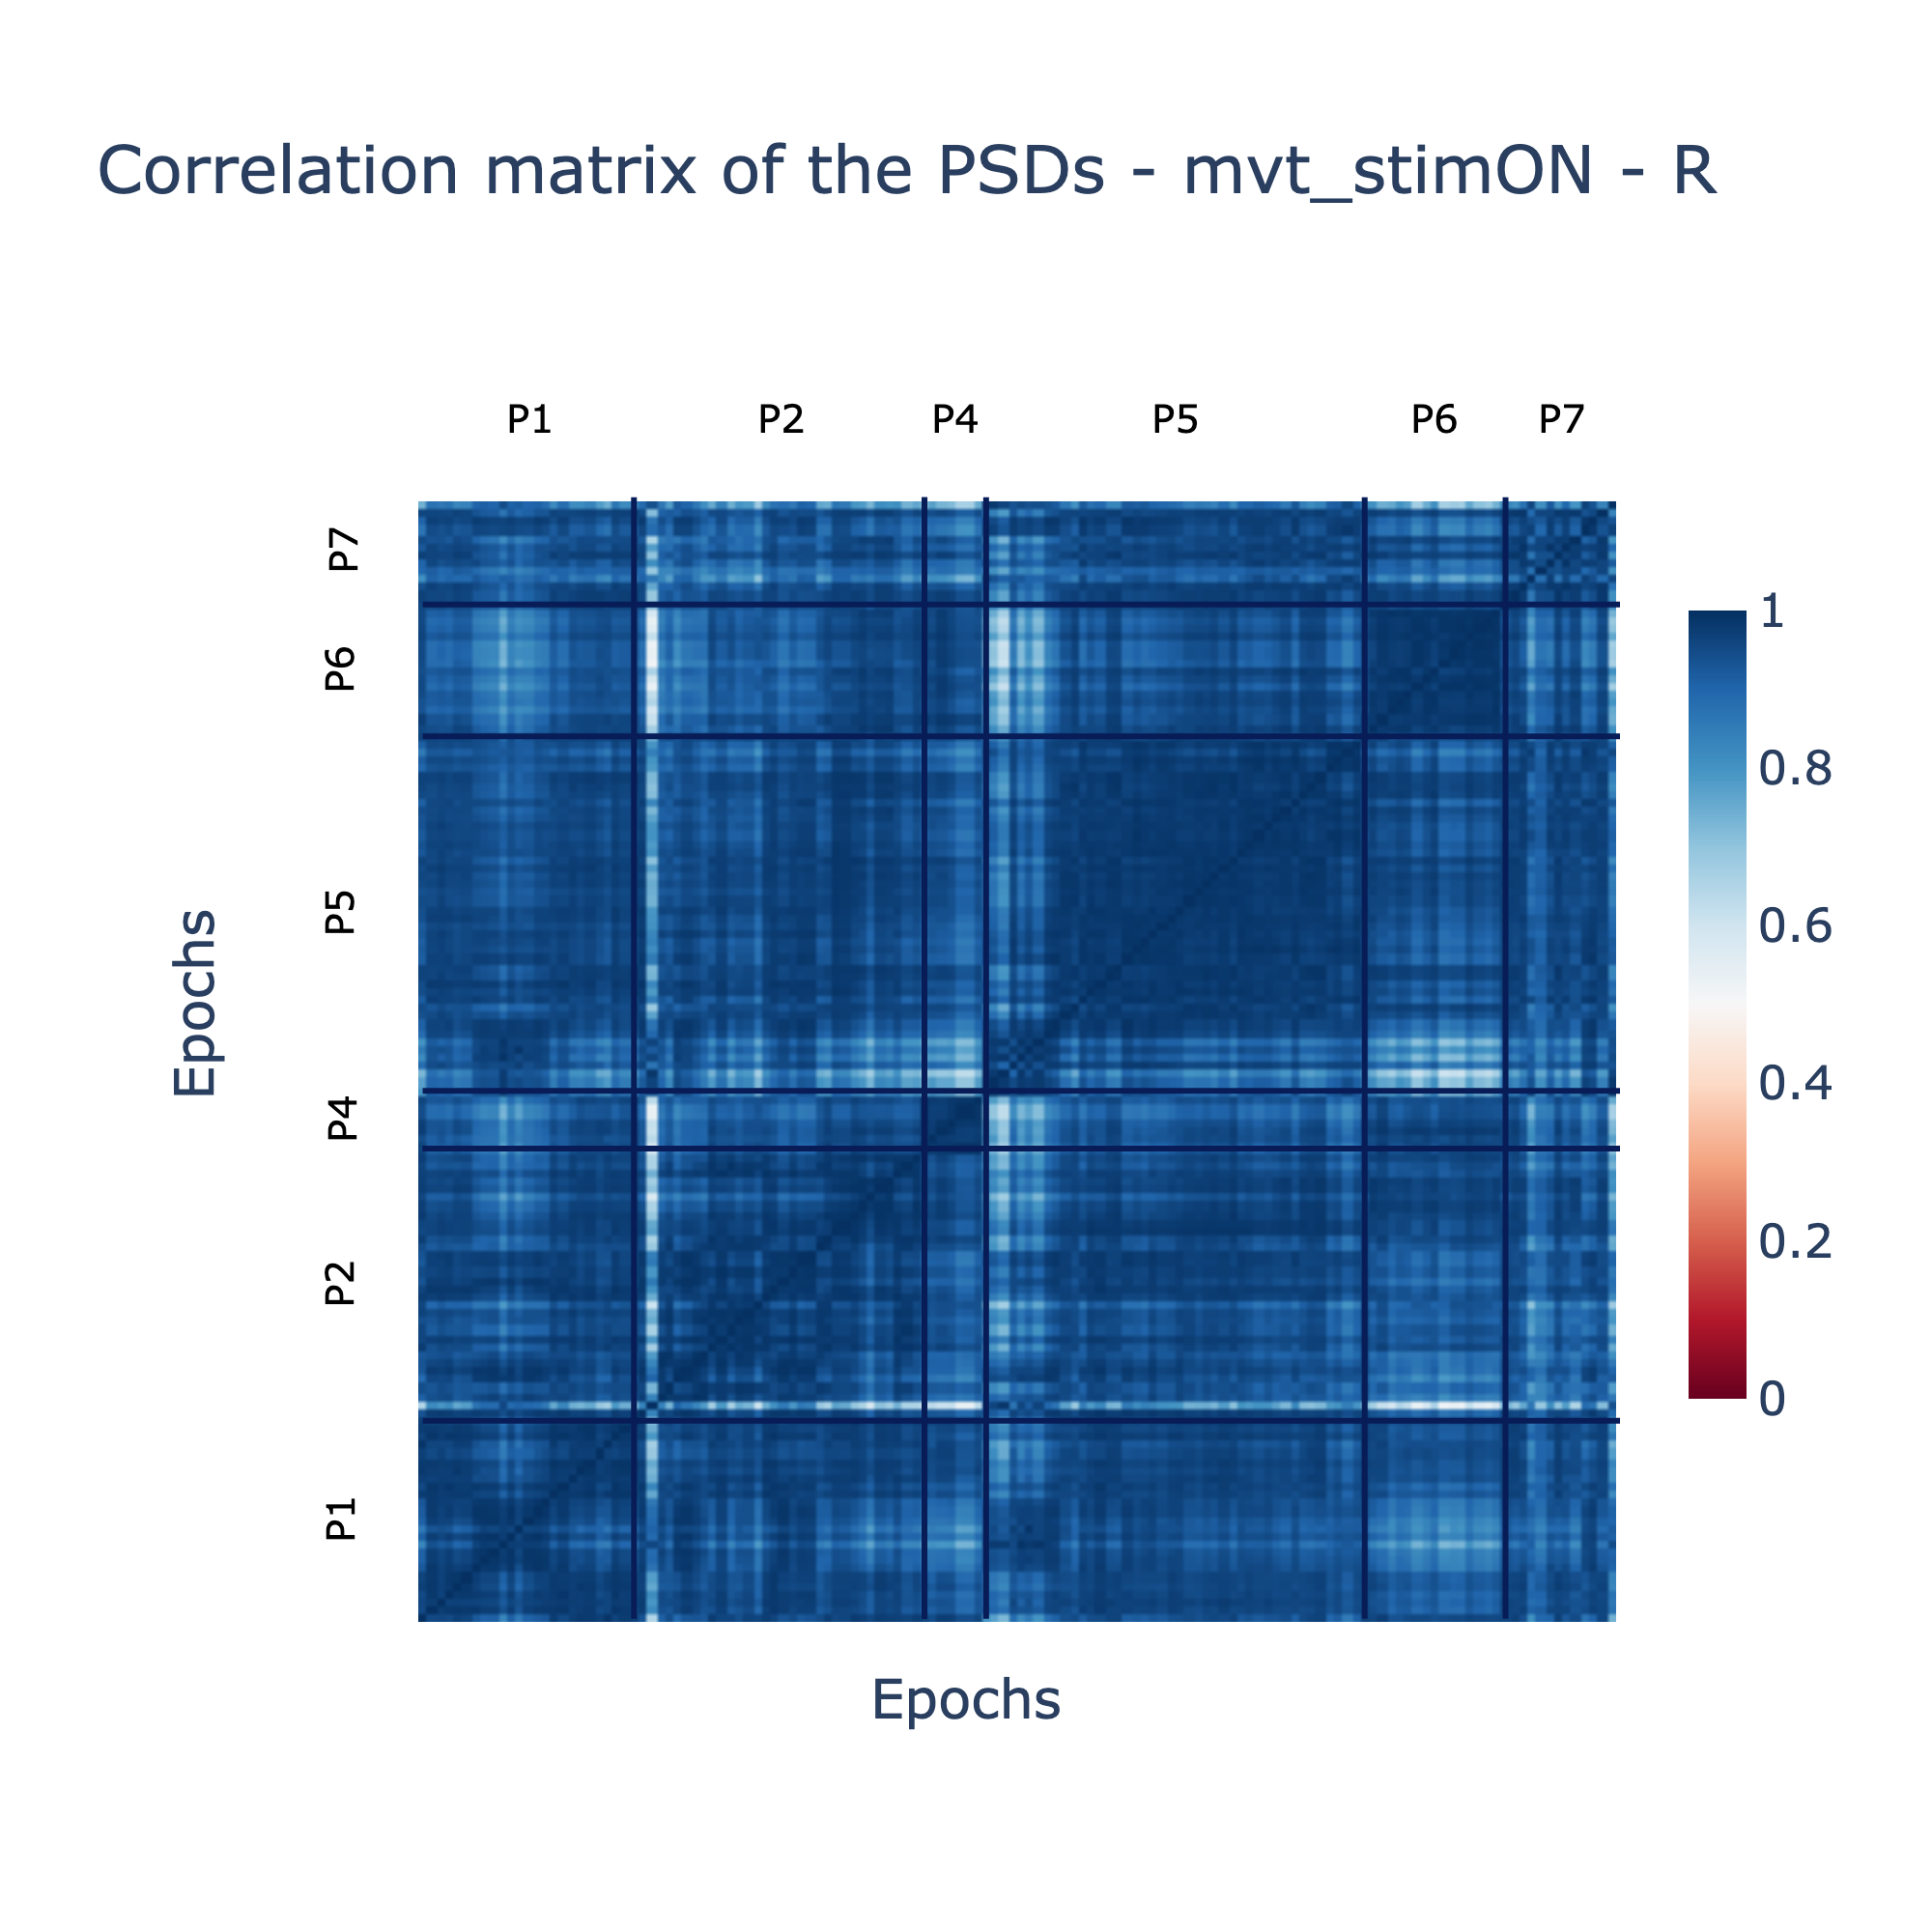 Correlation matrix of the PSDs - mvt_stimON - R
P1 P2 P4 P5 P6 P7
P7
P6
P5
P4
P2
P1
Epochs
Epochs
1
0.8
0.6
0.4
0.2
0